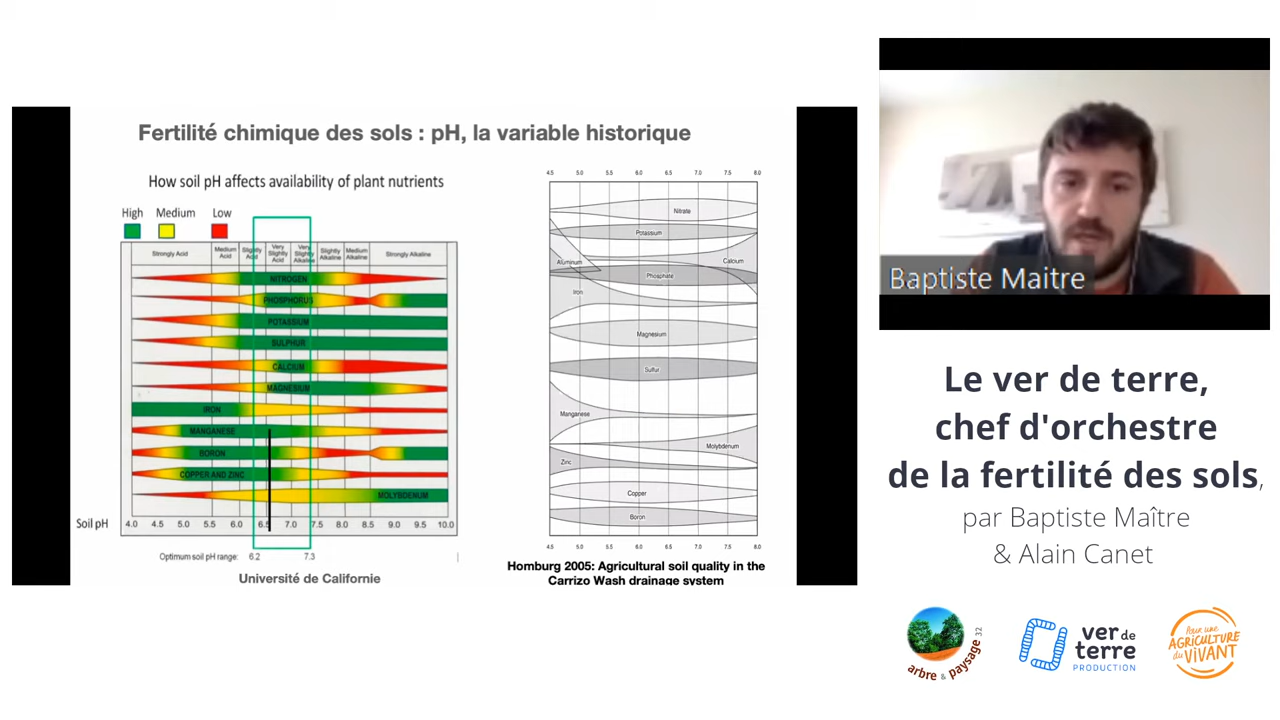 Fertilité chimique des sols : pH, la variable historique
How soil pH affects availability of plant nutrients
High Medium Low
Strongly Acid
Medium Acid
Slightly Acid
Very Slightly Acid
Very Slightly Alkaline
Slightly Alkaline
Medium Alkaline
Strongly Alkaline
NITROGEN
PHOSPHORUS
POTASSIUM
SULPHUR
CALCIUM
MAGNESIUM
IRON
MANGANESE
BORON
COPPER AND ZINC
MOLYBDENUM
Soil pH 4.0 4.5 5.0 5.5 6.0 6.5 7.0 7.5 8.0 8.5 9.0 9.5 10.0
Optimum soil pH range: 6.2 7.3
Université de Californie
4.5 5.0 5.5 6.0 6.5 7.0 7.5 8.0
Nitrate
Potassium
Aluminum
Calcium
Phosphate
Iron
Magnesium
Sulfur
Manganese
Molybdenum
Zinc
Copper
Boron
4.5 5.0 5.5 6.0 6.5 7.0 7.5 8.0
Homburg 2005: Agricultural soil quality in the
Carrizo Wash drainage system
Baptiste Maitre
Le ver de terre,
chef d'orchestre
de la fertilité des sols,
par Baptiste Maître
& Alain Canet
arbre & paysage 32
ver de
terre
PRODUCTION
Pour une
AGRICULTURE
du VIVANT